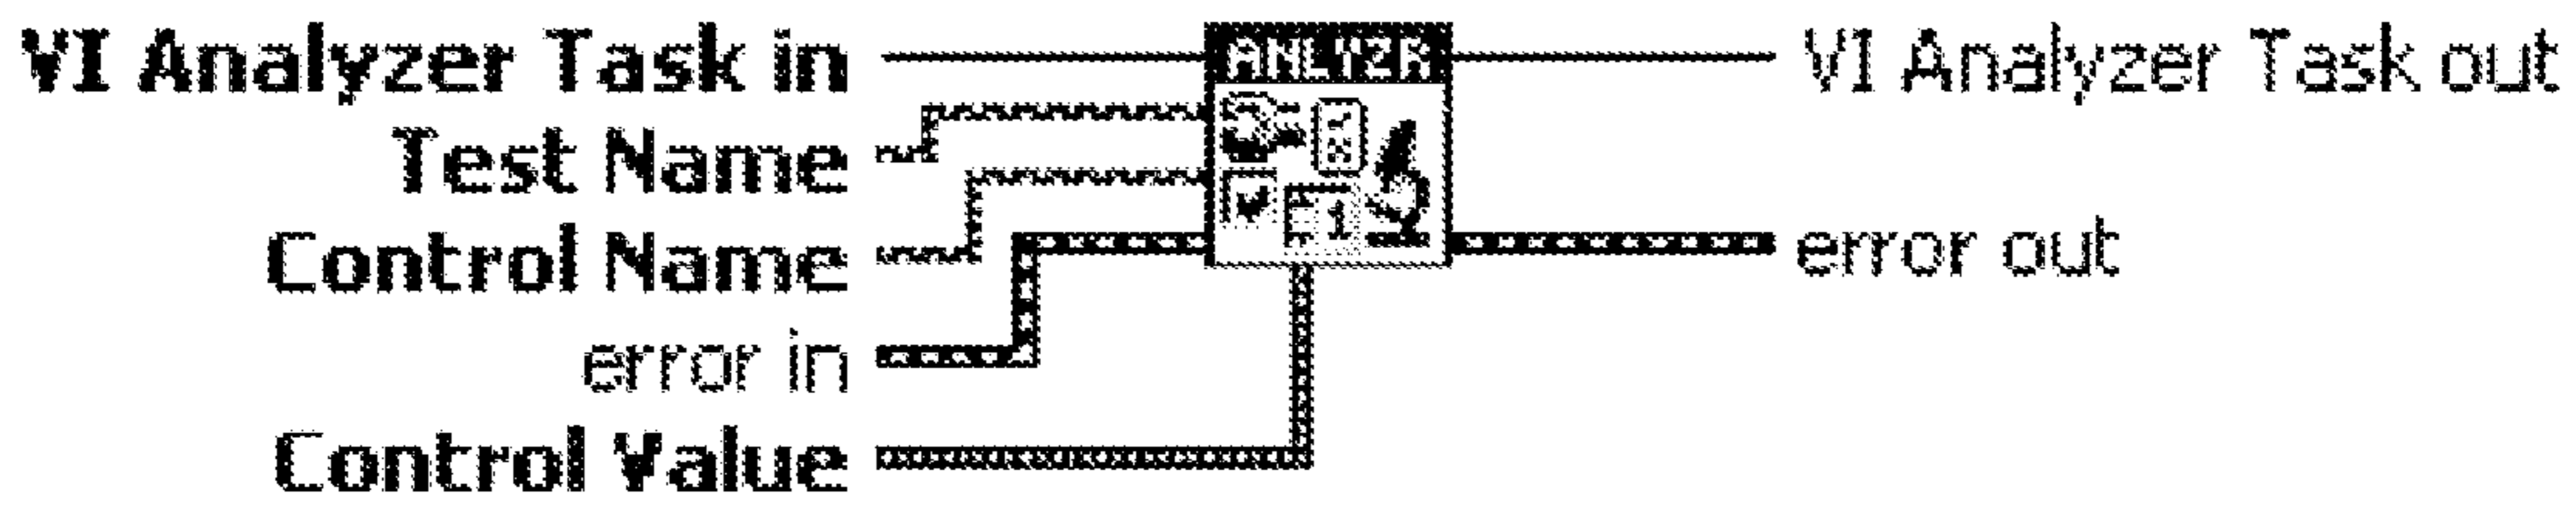 VI Analyzer Task in
Test Name
Control Name
error in
Control Value
ANLYZR
VI Analyzer Task out
error out